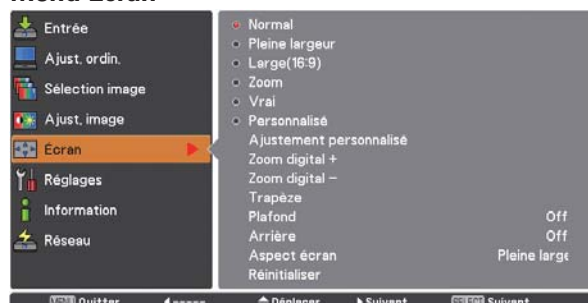 Entrée
Ajust. ordin.
Sélection image
Ajust. image
Écran
Réglages
Information
Réseau
Normal
Pleine largeur
Large(16:9)
Zoom
Vrai
Personnalisé
Ajustement personnalisé
Zoom digital +
Zoom digital –
Trapèze
Plafond Off
Arrière Off
Aspect écran Pleine large
Réinitialiser
MENU Quitter ----- Déplacer Suivant SELECT Suivant